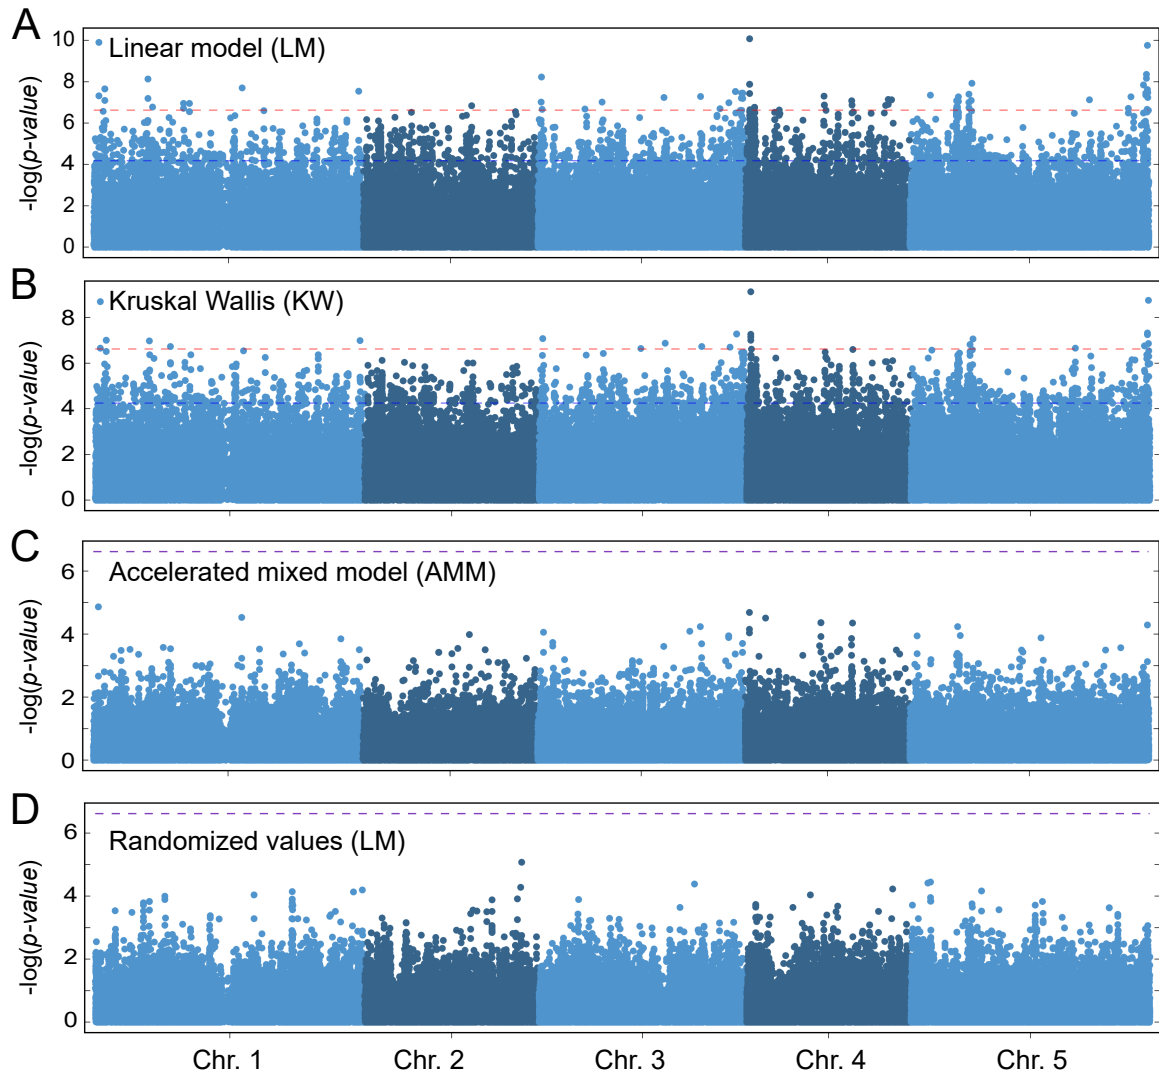 A
Linear model (LM)
-log(p-value)
10
8
6
4
2
0
B
Kruskal Wallis (KW)
-log(p-value)
8
6
4
2
0
C
Accelerated mixed model (AMM)
-log(p-value)
6
4
2
0
D
Randomized values (LM)
-log(p-value)
6
4
2
0
Chr. 1 Chr. 2 Chr. 3 Chr. 4 Chr. 5